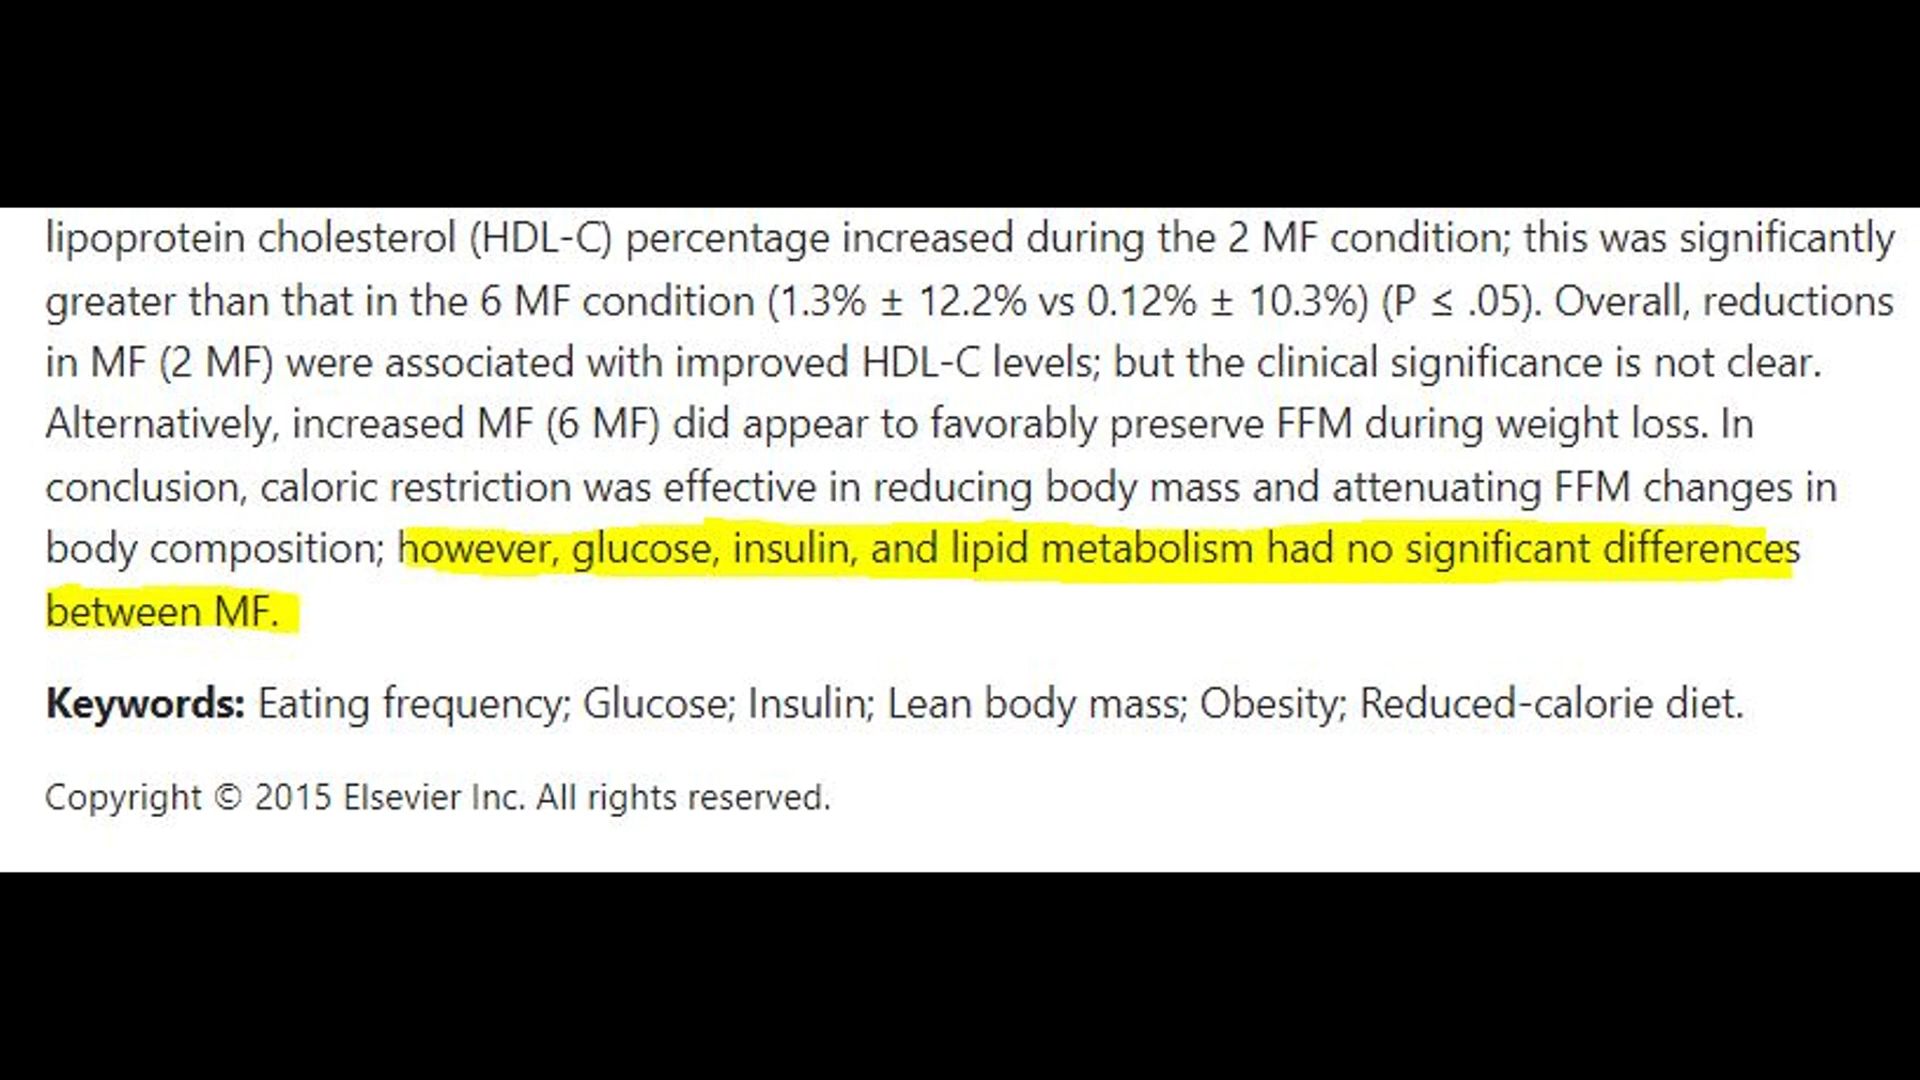 lipoprotein cholesterol (HDL-C) percentage increased during the 2 MF condition; this was significantly
greater than that in the 6 MF condition (1.3% ± 12.2% vs 0.12% ± 10.3%) (P ≤ .05). Overall, reductions
in MF (2 MF) were associated with improved HDL-C levels; but the clinical significance is not clear.
Alternatively, increased MF (6 MF) did appear to favorably preserve FFM during weight loss. In
conclusion, caloric restriction was effective in reducing body mass and attenuating FFM changes in
body composition; however, glucose, insulin, and lipid metabolism had no significant differences
between MF.
Keywords: Eating frequency; Glucose; Insulin; Lean body mass; Obesity; Reduced-calorie diet.
Copyright © 2015 Elsevier Inc. All rights reserved.